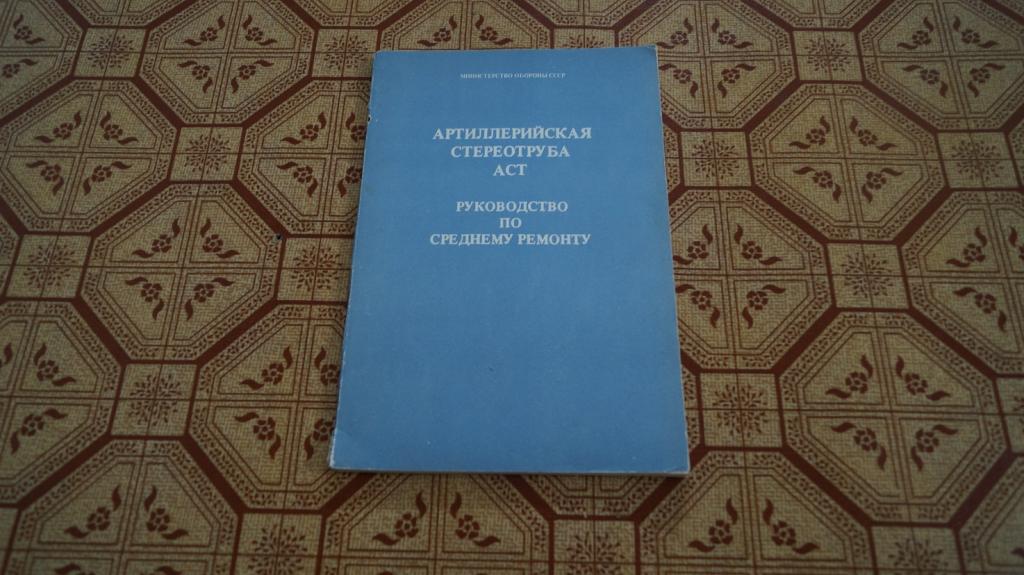 МИНИСТЕРСТВО ОБОРОНЫ СССР
АРТИЛЛЕРИЙСКАЯ
СТЕРЕОТРУБА
АСТ
РУКОВОДСТВО
ПО
СРЕДНЕМУ РЕМОНТУ